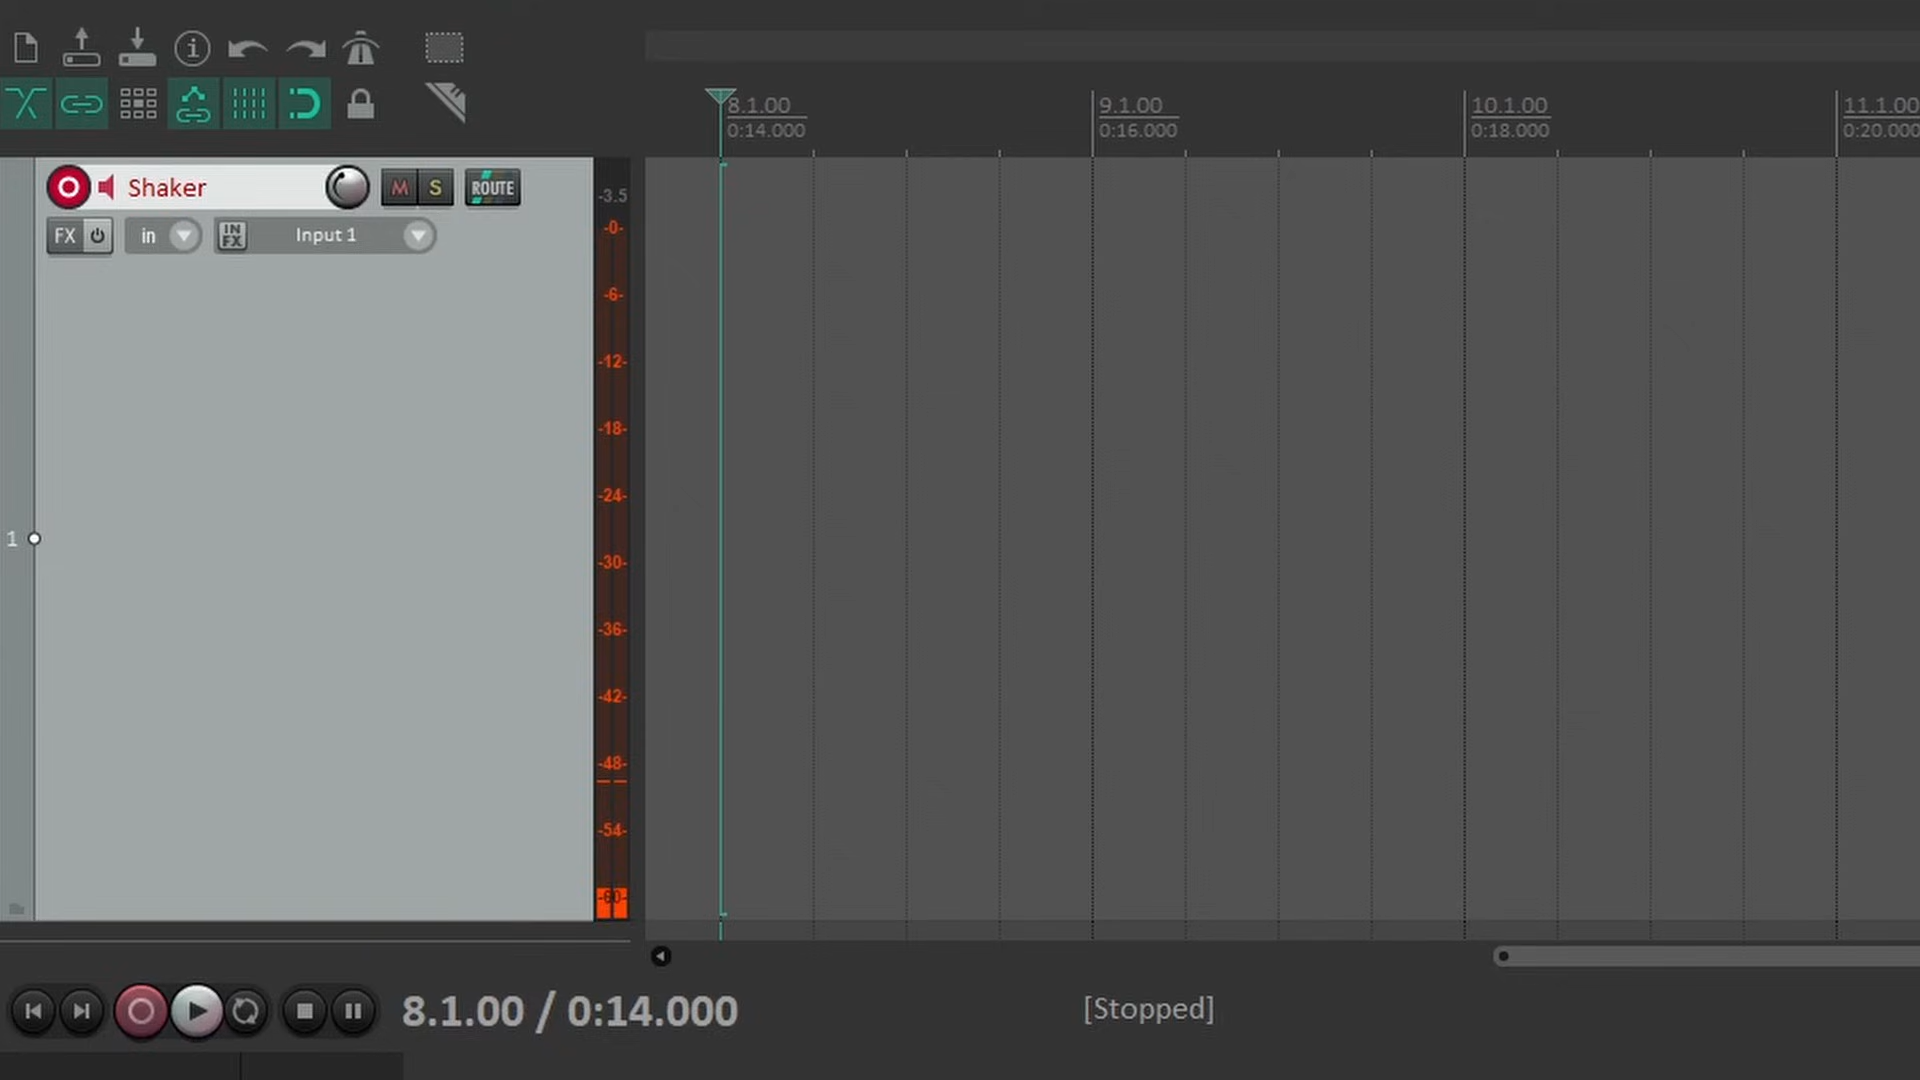 8.1.00
0:14.000
9.1.00
0:16.000
10.1.00
0:18.000
11.1.00
0:20.000
Shaker
M
S
ROUTE
FX
in
IN
FX
Input 1
-3.5
-0-
-6-
-12-
-18-
-24-
-30-
-36-
-42-
-48-
-54-
-60-
1
8.1.00 / 0:14.000
[Stopped]